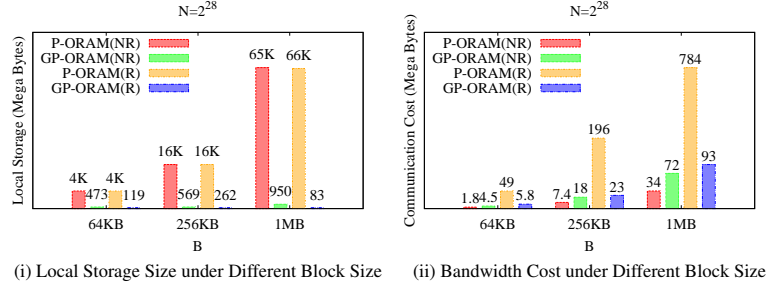 N=2^28
Local Storage (Mega Bytes)
P-ORAM(NR)
GP-ORAM(NR)
P-ORAM(R)
GP-ORAM(R)
4K 473 4K 119
16K 569 16K 262
65K 950 66K 83
64KB 256KB 1MB
B
(i) Local Storage Size under Different Block Size
N=2^28
Communication Cost (Mega Bytes)
P-ORAM(NR)
GP-ORAM(NR)
P-ORAM(R)
GP-ORAM(R)
1.8 4.5 49 5.8
7.4 18 196 23
34 72 784 93
64KB 256KB 1MB
B
(ii) Bandwidth Cost under Different Block Size